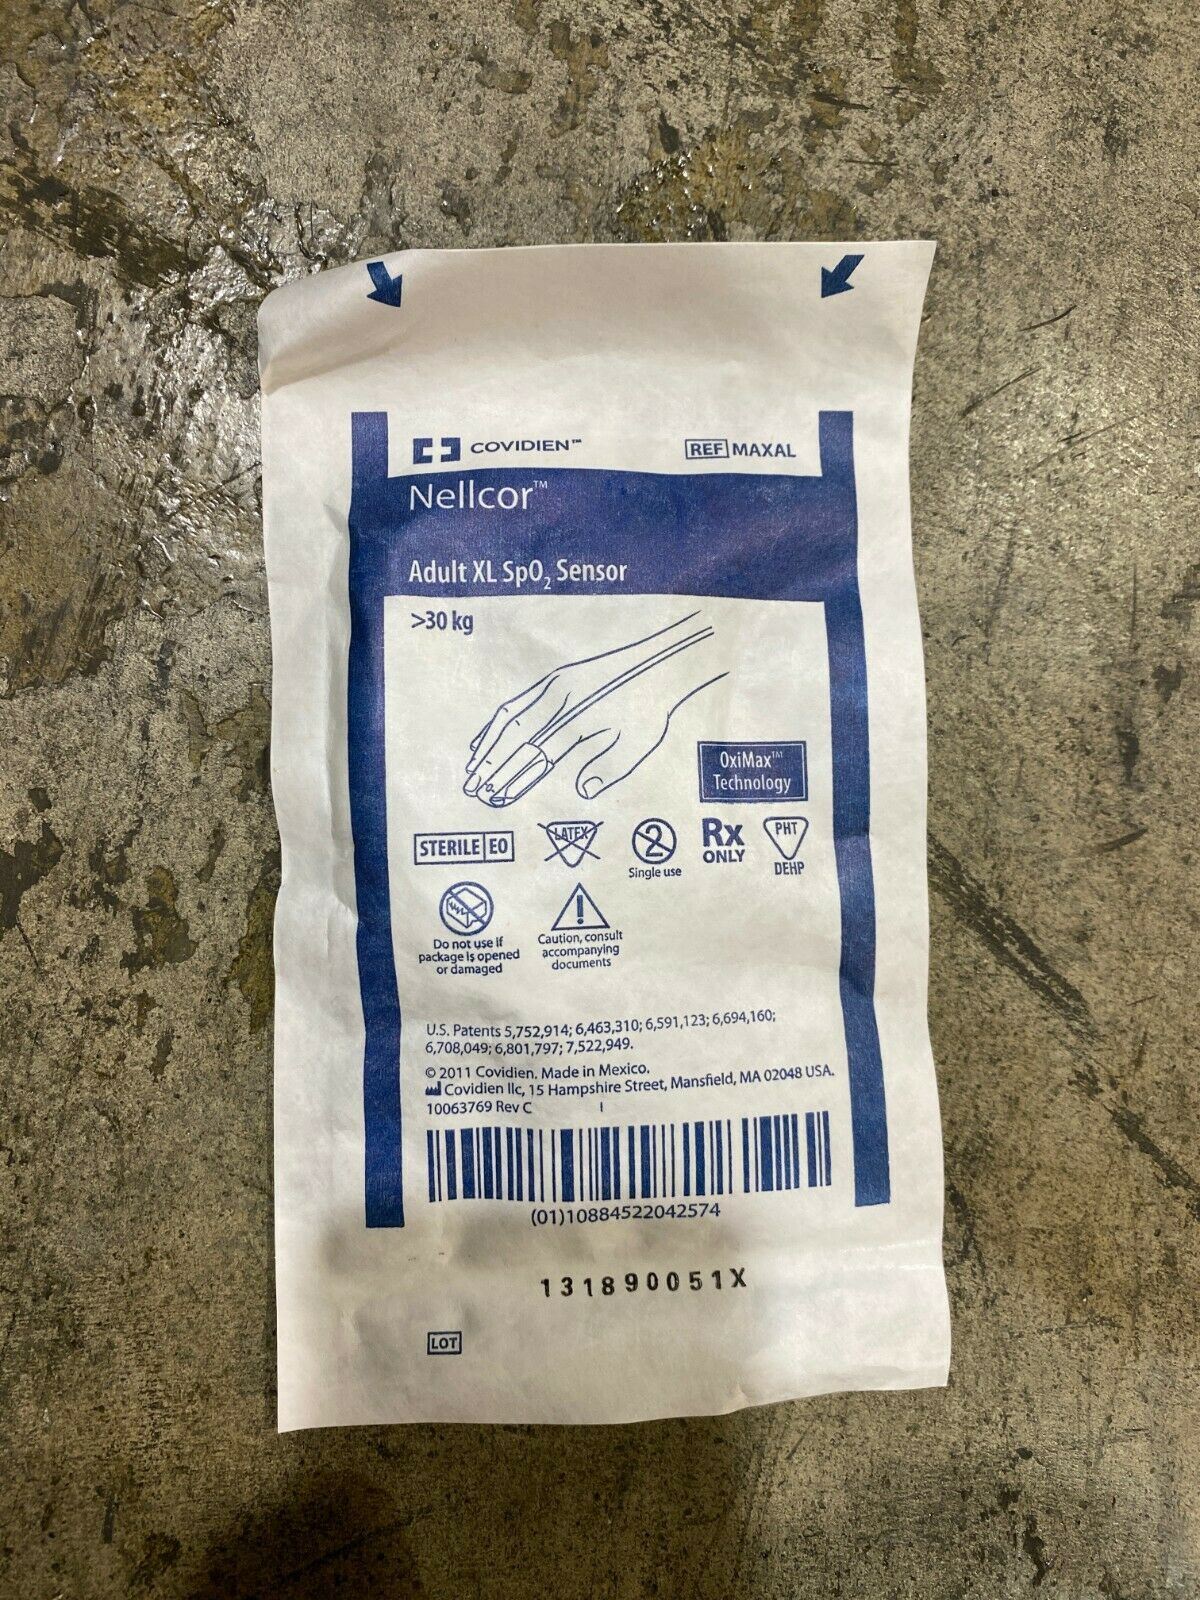 COVIDIEN™
REF MAXAL
Nellcor™
Adult XL SpO₂ Sensor
>30 kg
OxiMax™
Technology
STERILE EO
LATEX
2
Single use
Rx
ONLY
PHT
DEHP
Do not use if
package is opened
or damaged
!
Caution, consult
accompanying
documents
U.S. Patents 5,752,914; 6,463,310; 6,591,123; 6,694,160;
6,708,049; 6,801,797; 7,522,949.
© 2011 Covidien. Made in Mexico.
Covidien llc, 15 Hampshire Street, Mansfield, MA 02048 USA.
10063769 Rev C
(01)10884522042574
131890051X
LOT